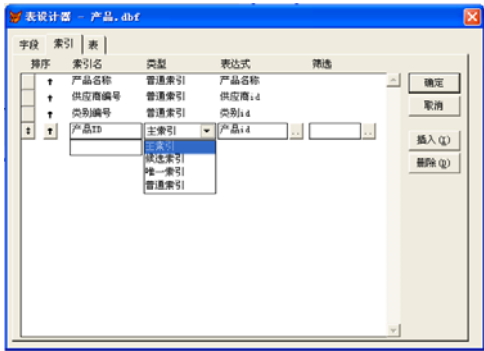 表设计器 - 产品.dbf
字段 索引 表
排序 索引名 类型 表达式 筛选
产品名称 普通索引 产品名称
供应商编号 普通索引 供应商id
类别编号 普通索引 类别id
产品ID 主索引 产品id
主索引
候选索引
唯一索引
普通索引
确定
取消
插入(I)
删除(D)